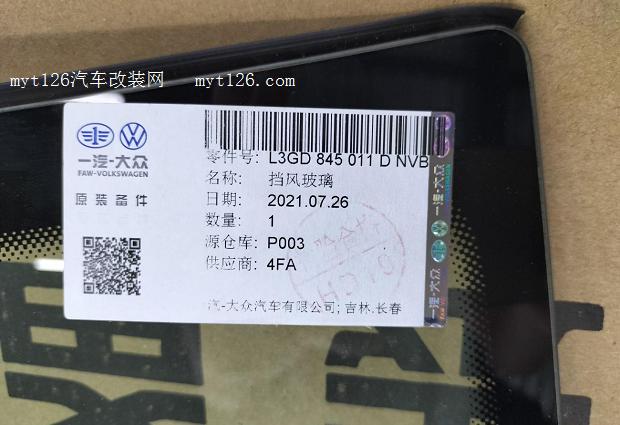 myt126汽车改装网 myt126.com
一汽-大众
FAW-VOLKSWAGEN
原装备件
零件号: L3GD 845 011 D NVB
名称: 挡风玻璃
日期: 2021.07.26
数量: 1
源仓库: P003
供应商: 4FA
汽-大众汽车有限公司; 吉林.长春
一汽-大众